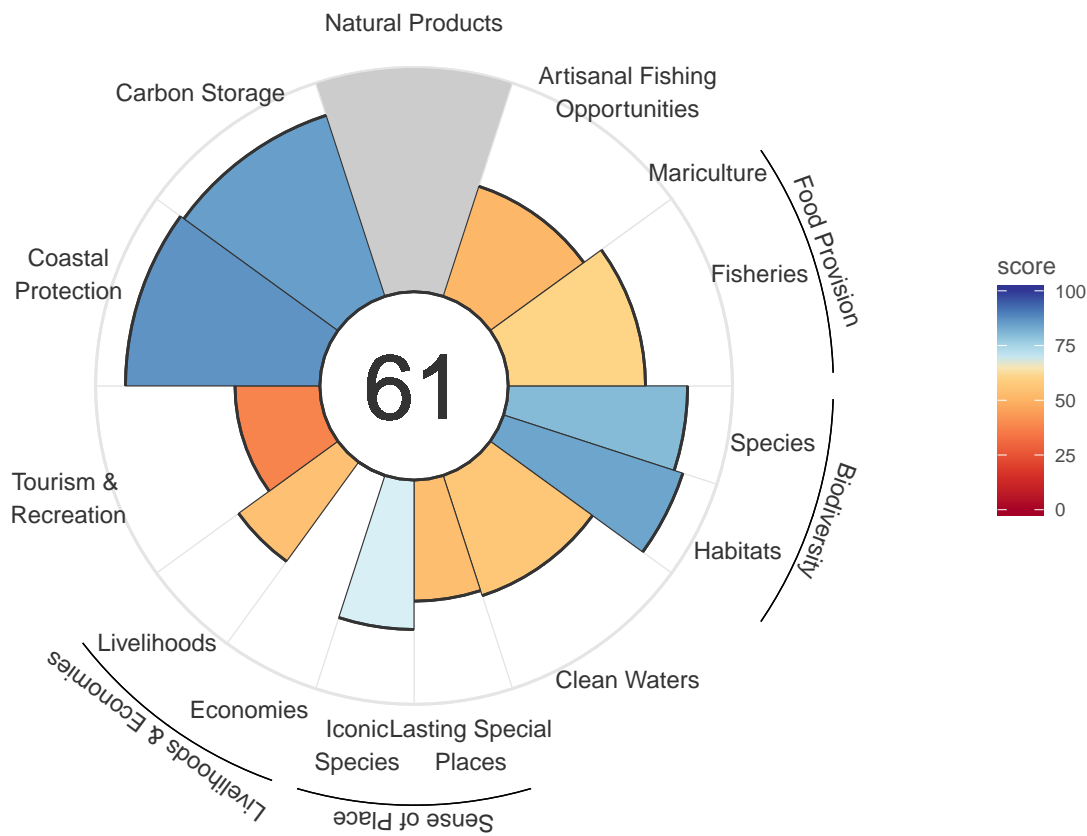 Natural Products
Carbon Storage
Artisanal Fishing
Opportunities
Mariculture
Food Provision
Fisheries
Coastal
Protection
score
100
75
50
25
0
61
Species
Biodiversity
Habitats
Tourism &
Recreation
Clean Waters
Livelihoods
Livelihoods & Economies
Economies
Iconic
Species
Lasting Special
Places
Sense of Place